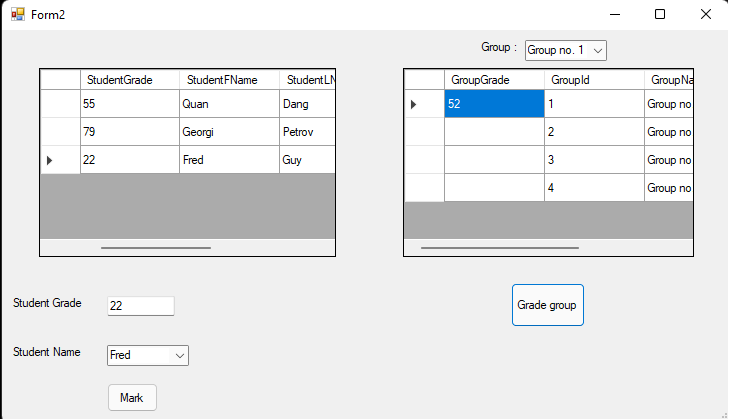 Form2
Group : Group no. 1
StudentGrade StudentFName StudentLN
55 Quan Dang
79 Georgi Petrov
22 Fred Guy
GroupGrade GroupId GroupNa
52 1 Group no
2 Group no
3 Group no
4 Group no
Student Grade 22
Student Name Fred
Mark
Grade group